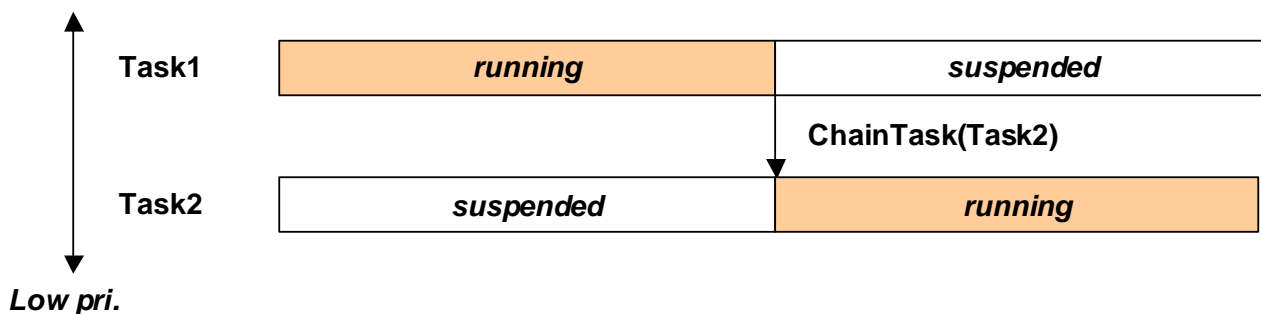 Task1
running
suspended
ChainTask(Task2)
Task2
suspended
running
Low pri.